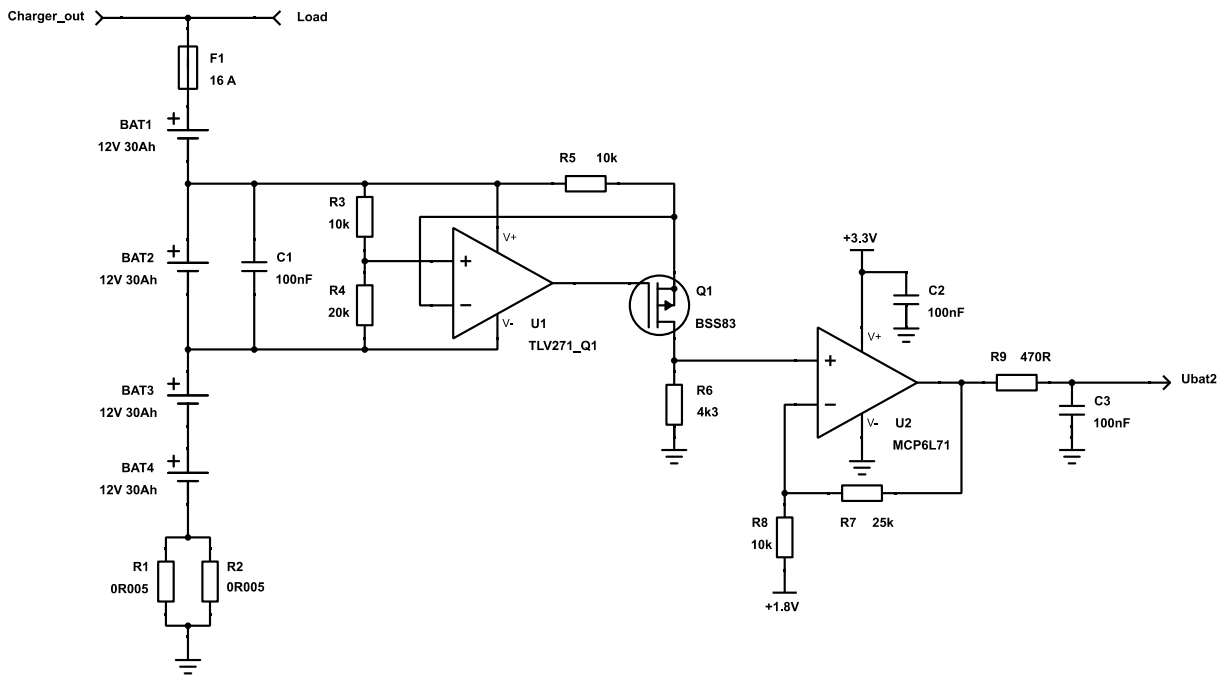 Charger_out
Load
F1
16 A
BAT1
12V 30Ah
R5 10k
R3
10k
V+
+3.3V
BAT2
12V 30Ah
C1
100nF
+
R4
20k
-
Q1
BSS83
C2
100nF
V-
U1
TLV271_Q1
V+
R9 470R
+
Ubat2
BAT3
12V 30Ah
R6
4k3
-
C3
100nF
V-
U2
MCP6L71
BAT4
12V 30Ah
R7 25k
R8
10k
R1
0R005
R2
0R005
+1.8V